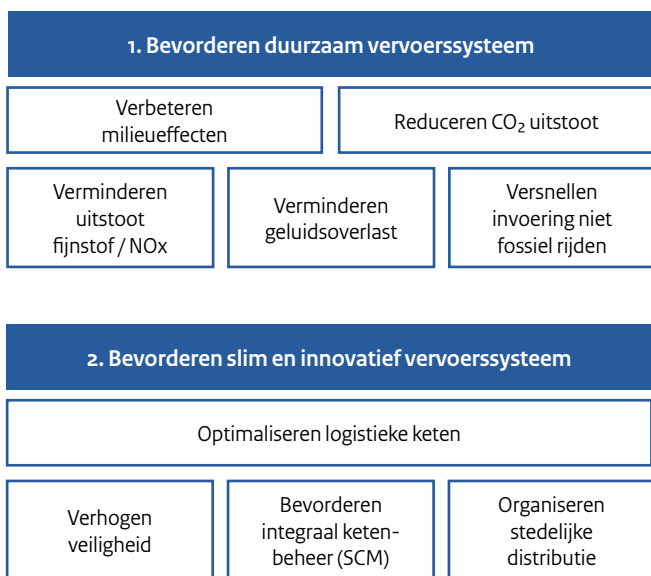 1. Bevorderen duurzaam vervoerssysteem
Verbeteren
milieueffecten
Reduceren CO₂ uitstoot
Verminderen
uitstoot
fijnstof / NOx
Verminderen
geluidsoverlast
Versnellen
invoering niet
fossiel rijden
2. Bevorderen slim en innovatief vervoerssysteem
Optimaliseren logistieke keten
Verhogen
veiligheid
Bevorderen
integraal keten-
beheer (SCM)
Organiseren
stedelijke
distributie